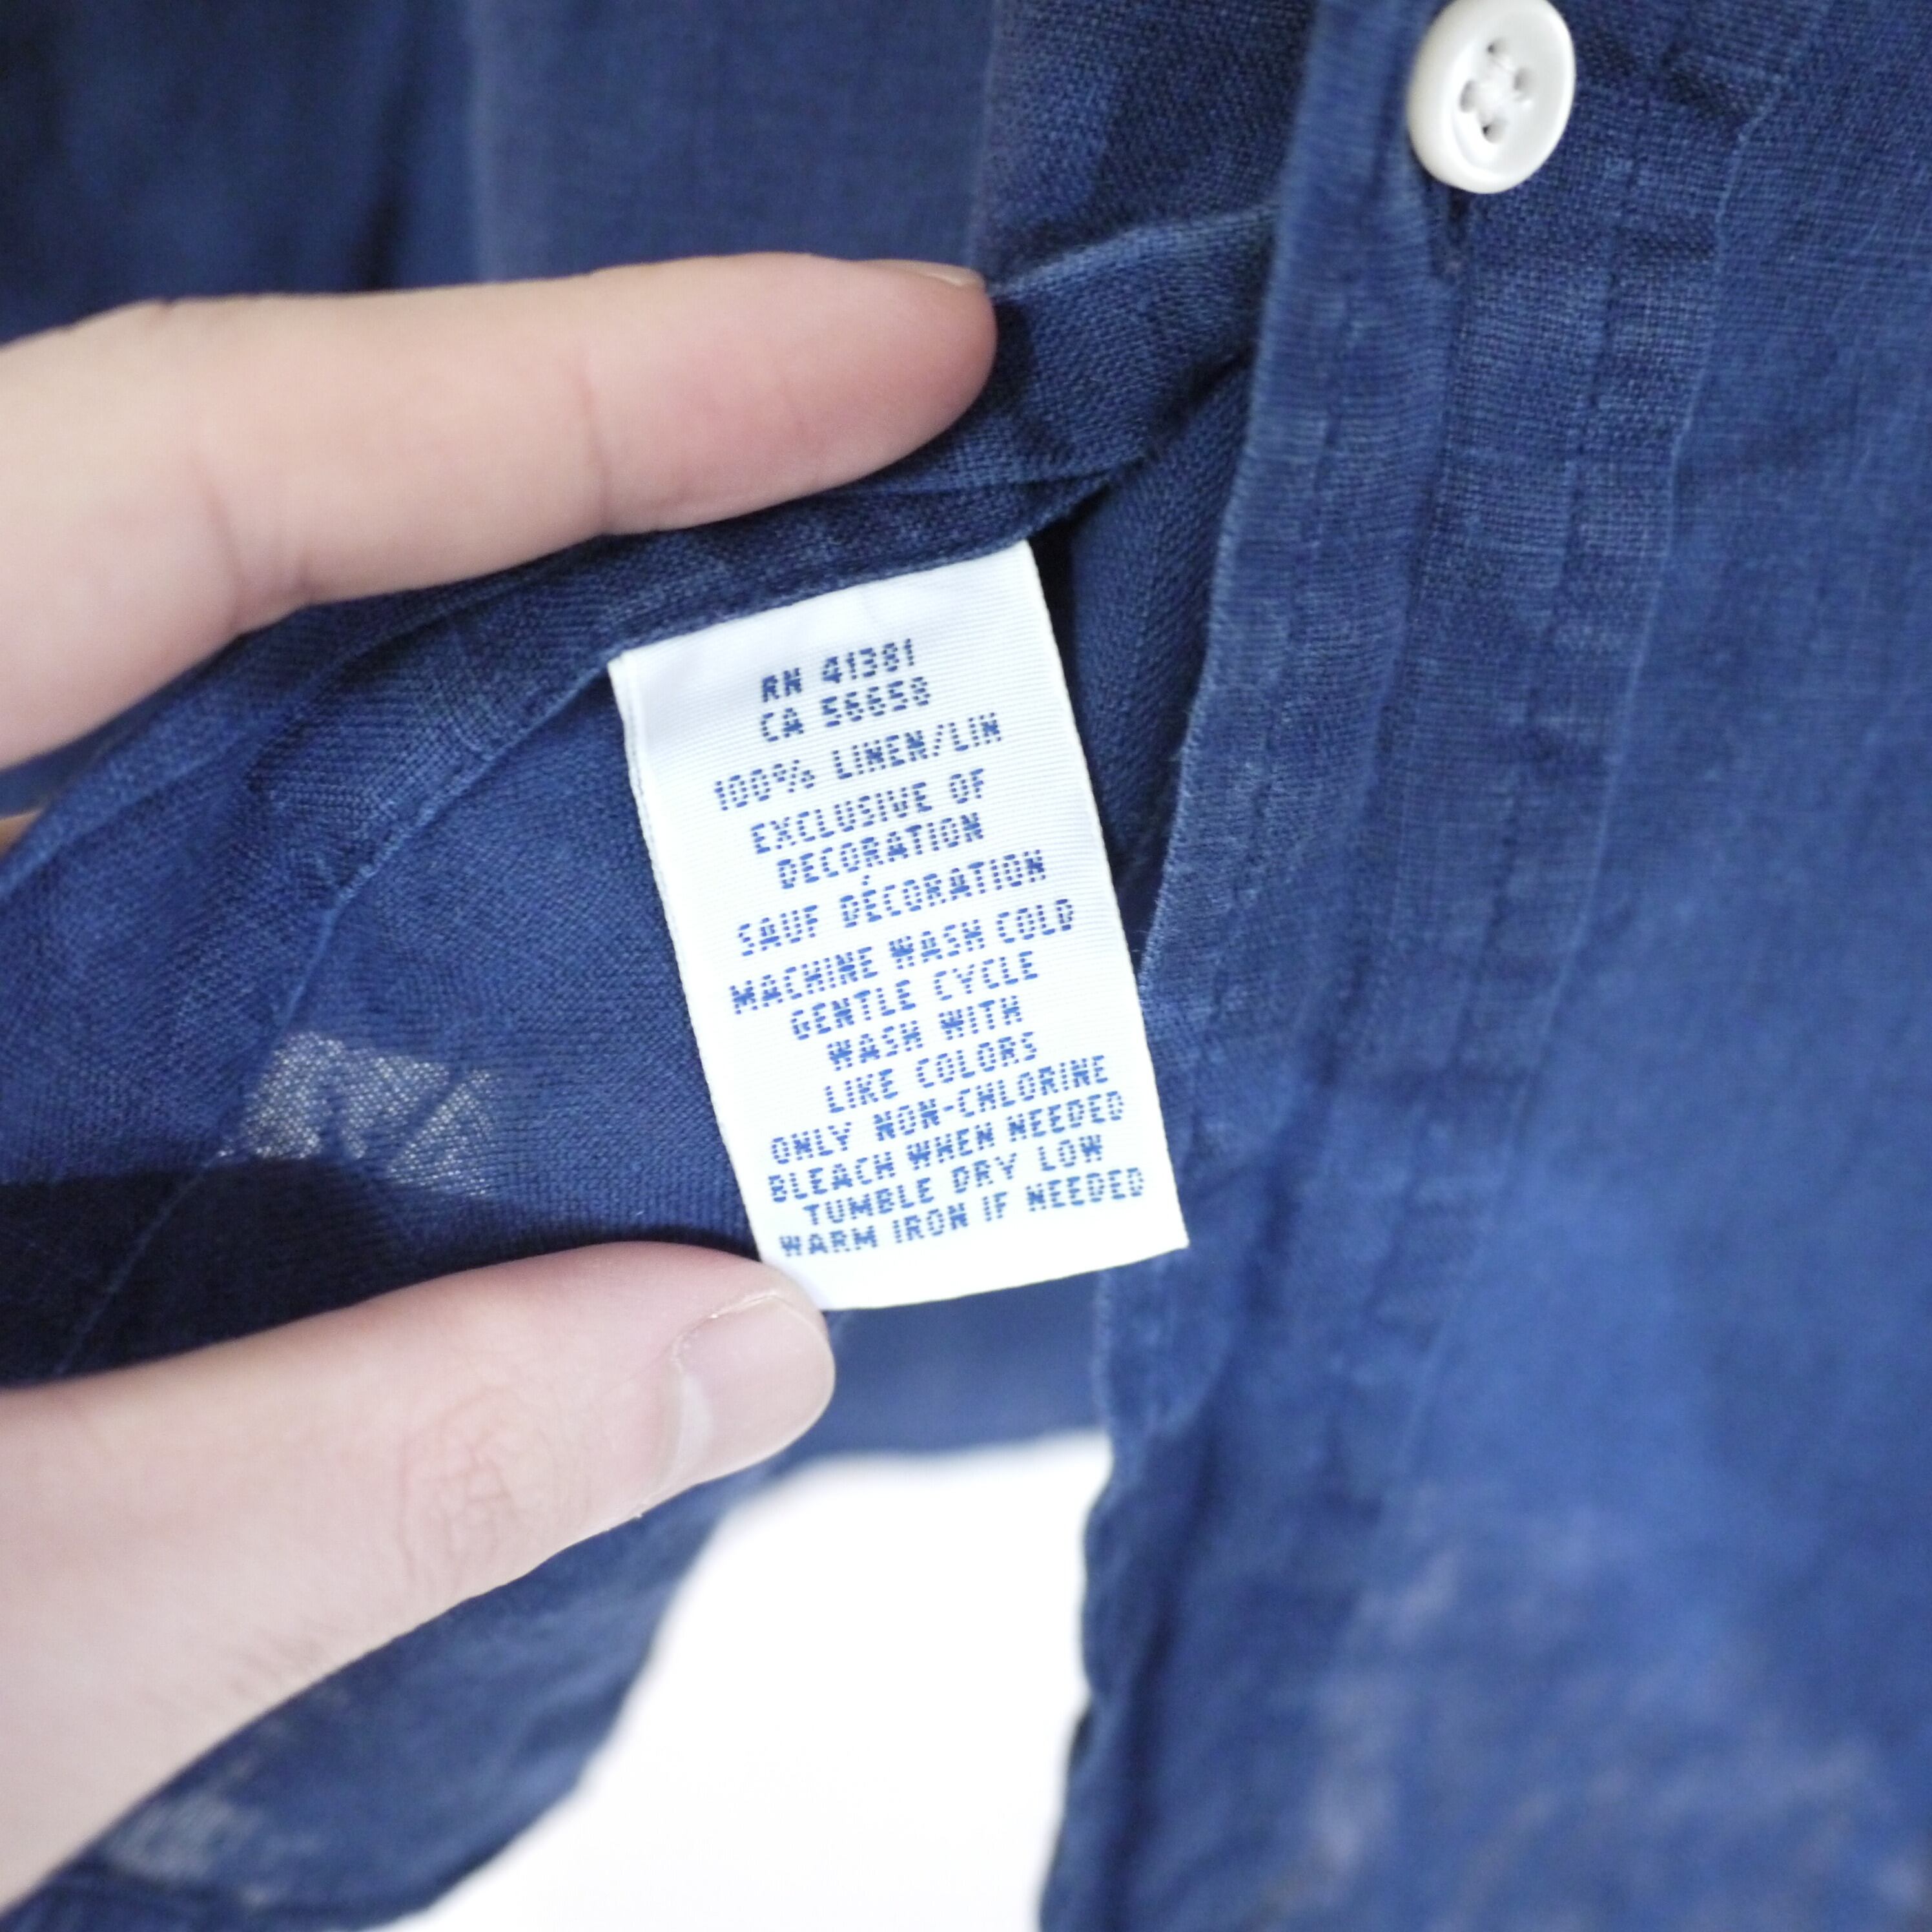 RN 41381
CA 56658
100% LINEN/LIN
EXCLUSIVE OF
DECORATION
SAUF DÉCORATION
MACHINE WASH COLD
GENTLE CYCLE
WASH WITH
LIKE COLORS
ONLY NON-CHLORINE
BLEACH WHEN NEEDED
TUMBLE DRY LOW
WARM IRON IF NEEDED